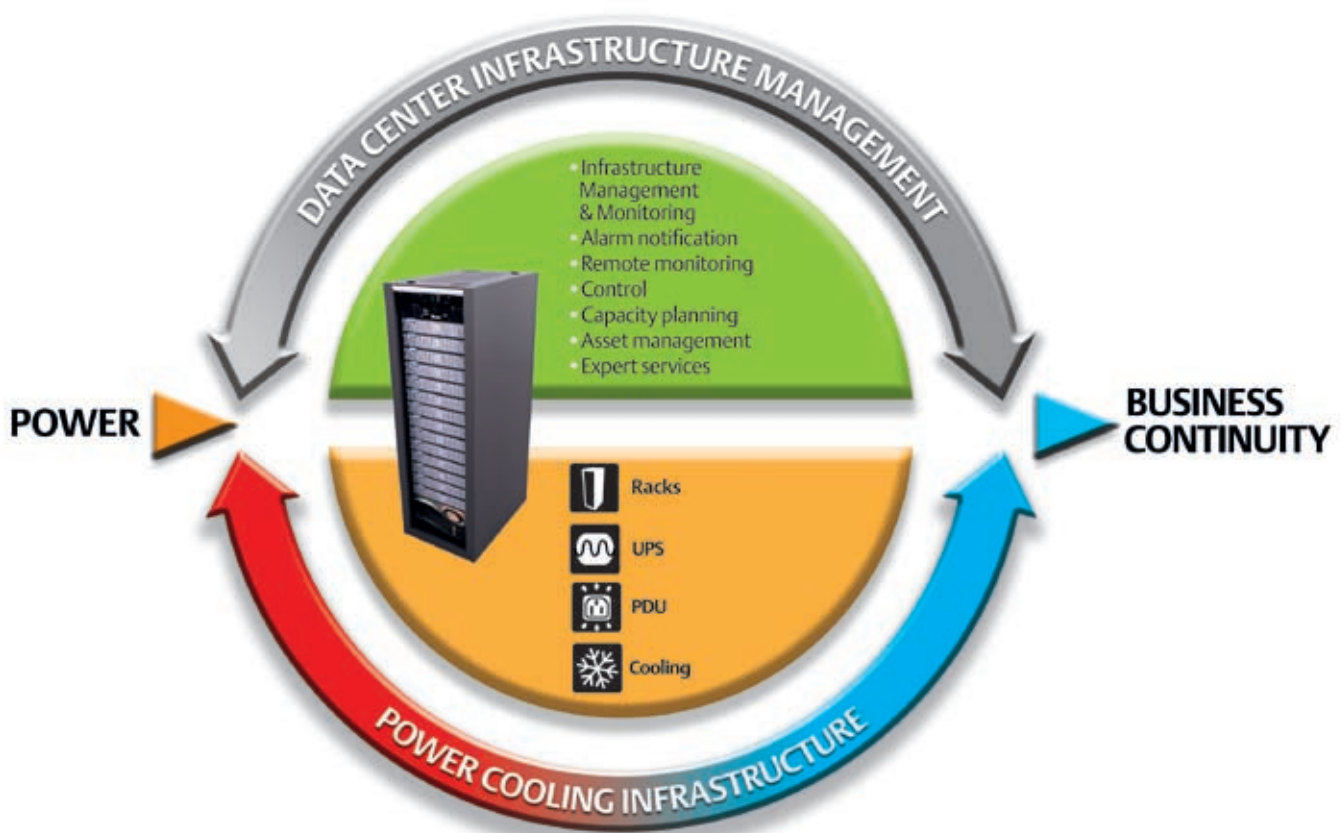 DATA CENTER INFRASTRUCTURE MANAGEMENT
• Infrastructure
Management
& Monitoring
• Alarm notification
• Remote monitoring
• Control
• Capacity planning
• Asset management
• Expert services
POWER
BUSINESS
CONTINUITY
Racks
UPS
PDU
Cooling
POWER COOLING INFRASTRUCTURE